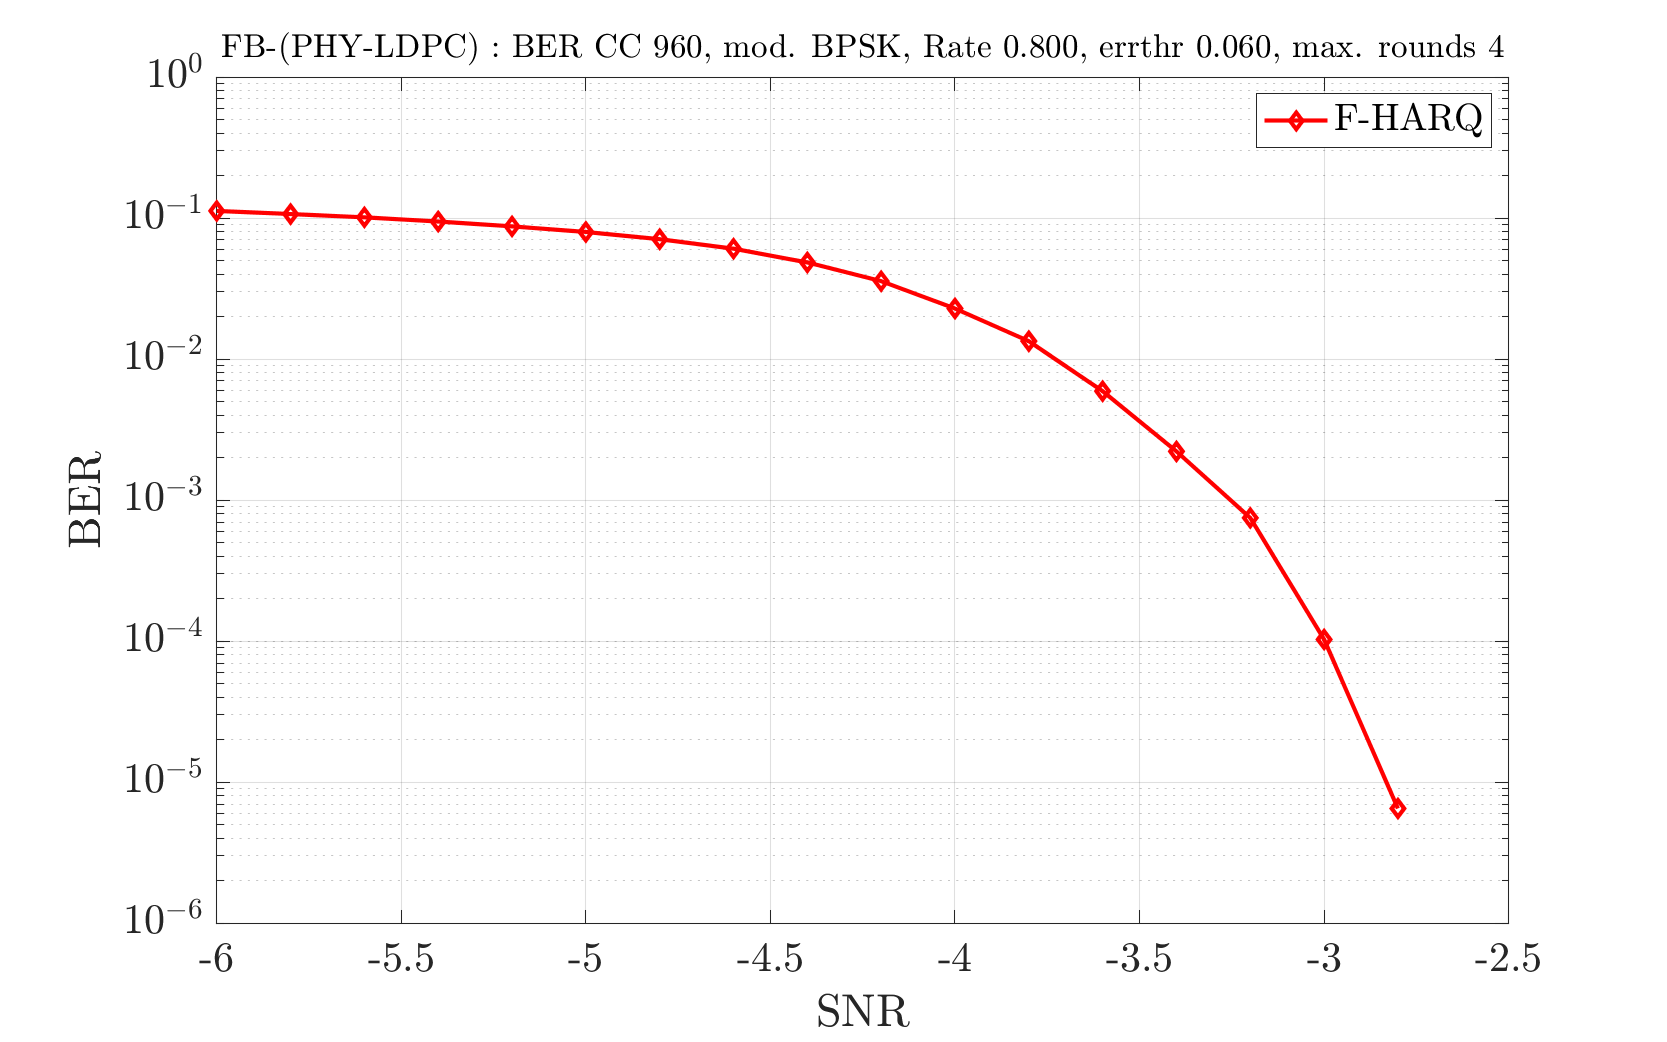 FB-(PHY-LDPC) : BER CC 960, mod. BPSK, Rate 0.800, errthr 0.060, max. rounds 4
F-HARQ
10^0
10^{-1}
10^{-2}
10^{-3}
10^{-4}
10^{-5}
10^{-6}
BER
-6 -5.5 -5 -4.5 -4 -3.5 -3 -2.5
SNR